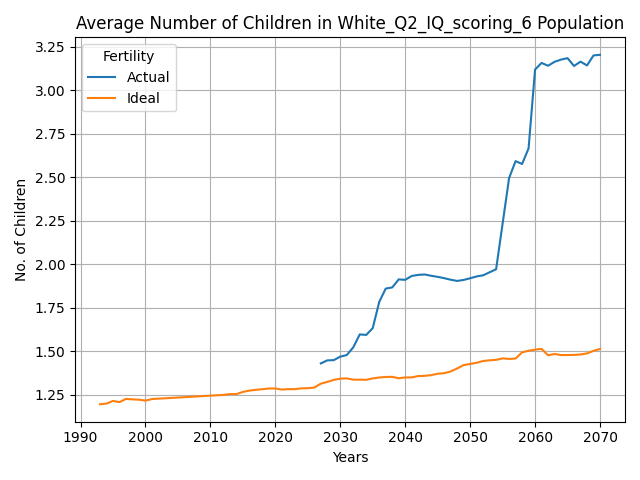 Average Number of Children in White_Q2_IQ_scoring_6 Population
Fertility
Actual
Ideal
No. of Children
3.25
3.00
2.75
2.50
2.25
2.00
1.75
1.50
1.25
1990 2000 2010 2020 2030 2040 2050 2060 2070
Years